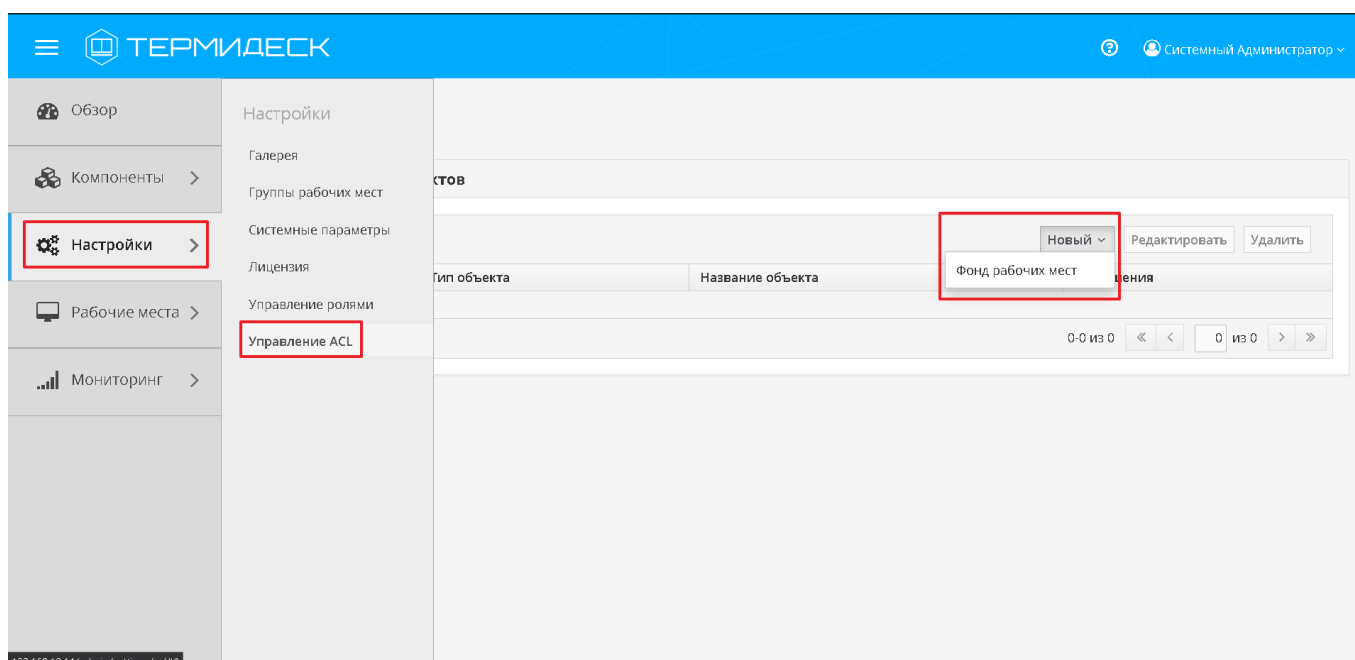 ТЕРМИДЕСК
Системный Администратор
Обзор
Компоненты
Настройки
Рабочие места
Мониторинг
Настройки
Галерея
Группы рабочих мест
Системные параметры
Лицензия
Управление ролями
Управление ACL
ктов
Новый
Редактировать
Удалить
Фонд рабочих мест
Тип объекта
Название объекта
ения
0-0 из 0
0 из 0